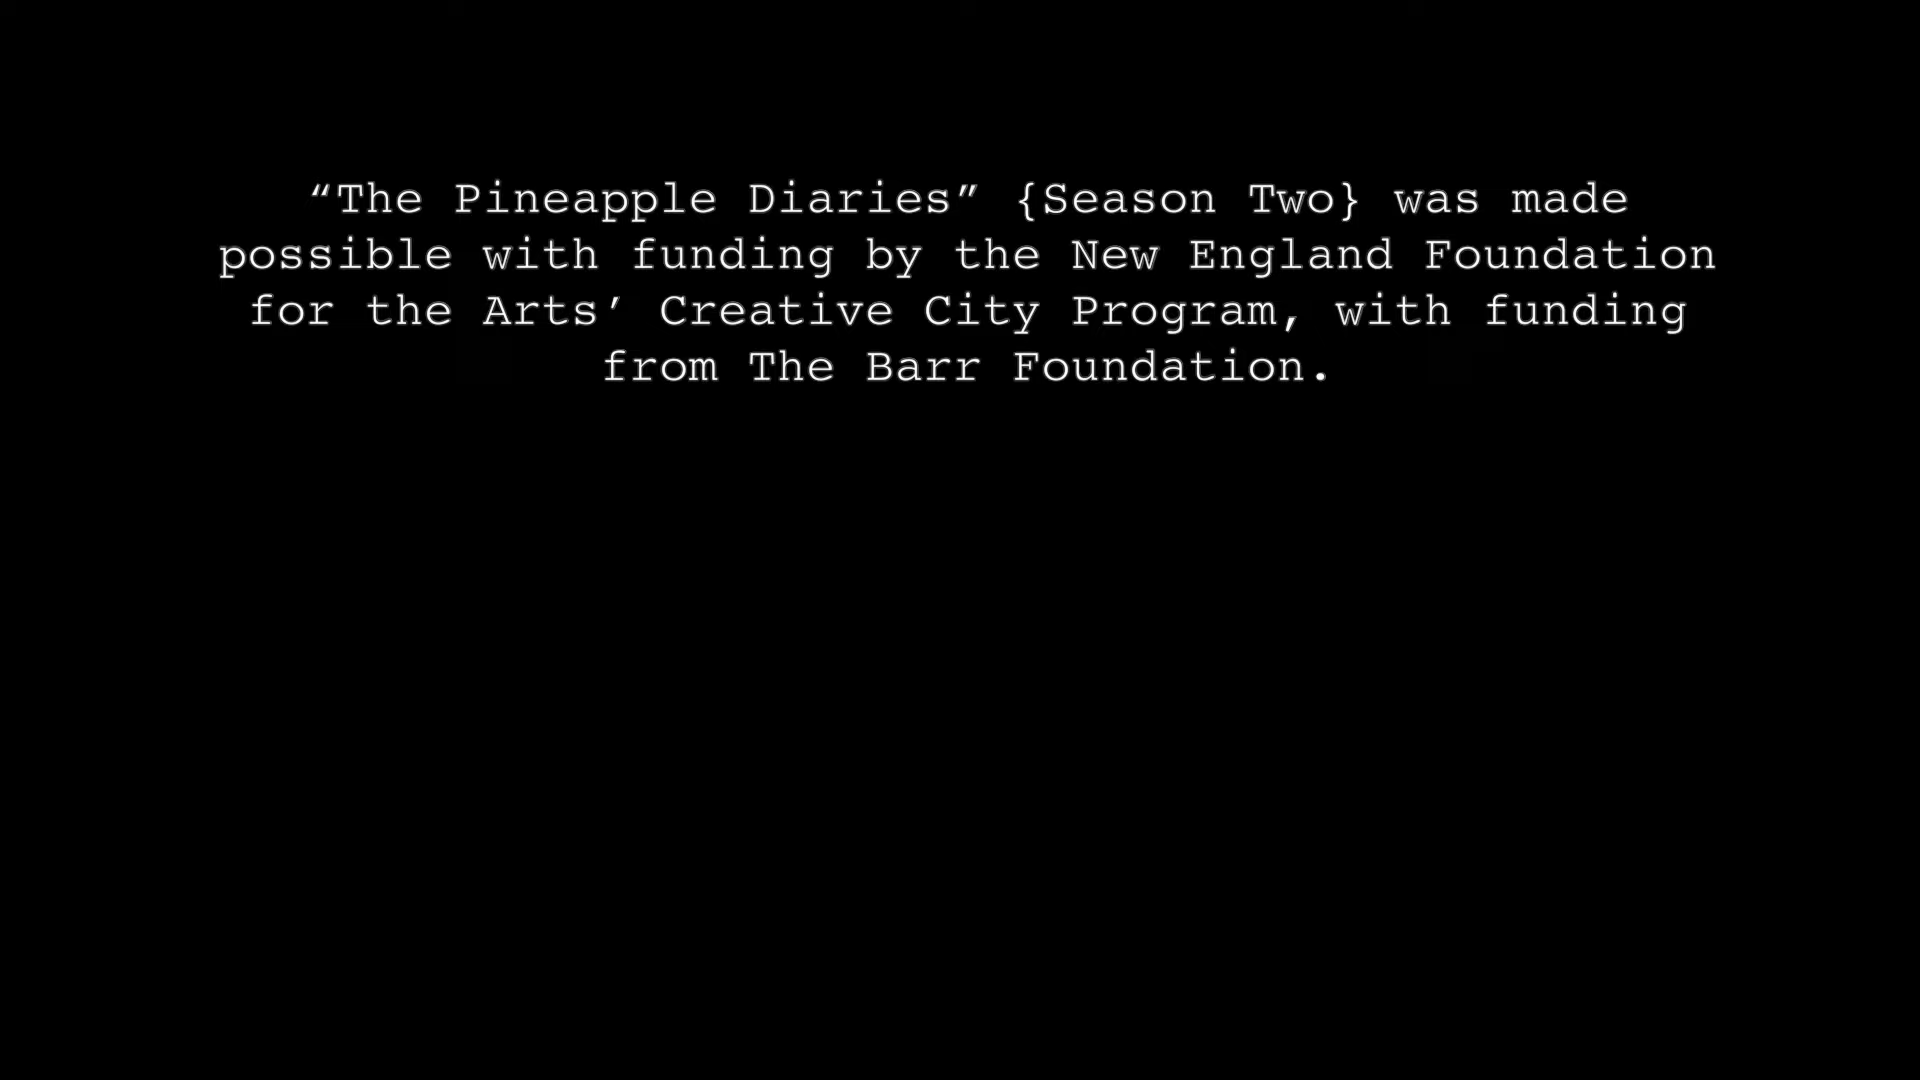 “The Pineapple Diaries” {Season Two} was made
possible with funding by the New England Foundation
for the Arts’ Creative City Program, with funding
from The Barr Foundation.